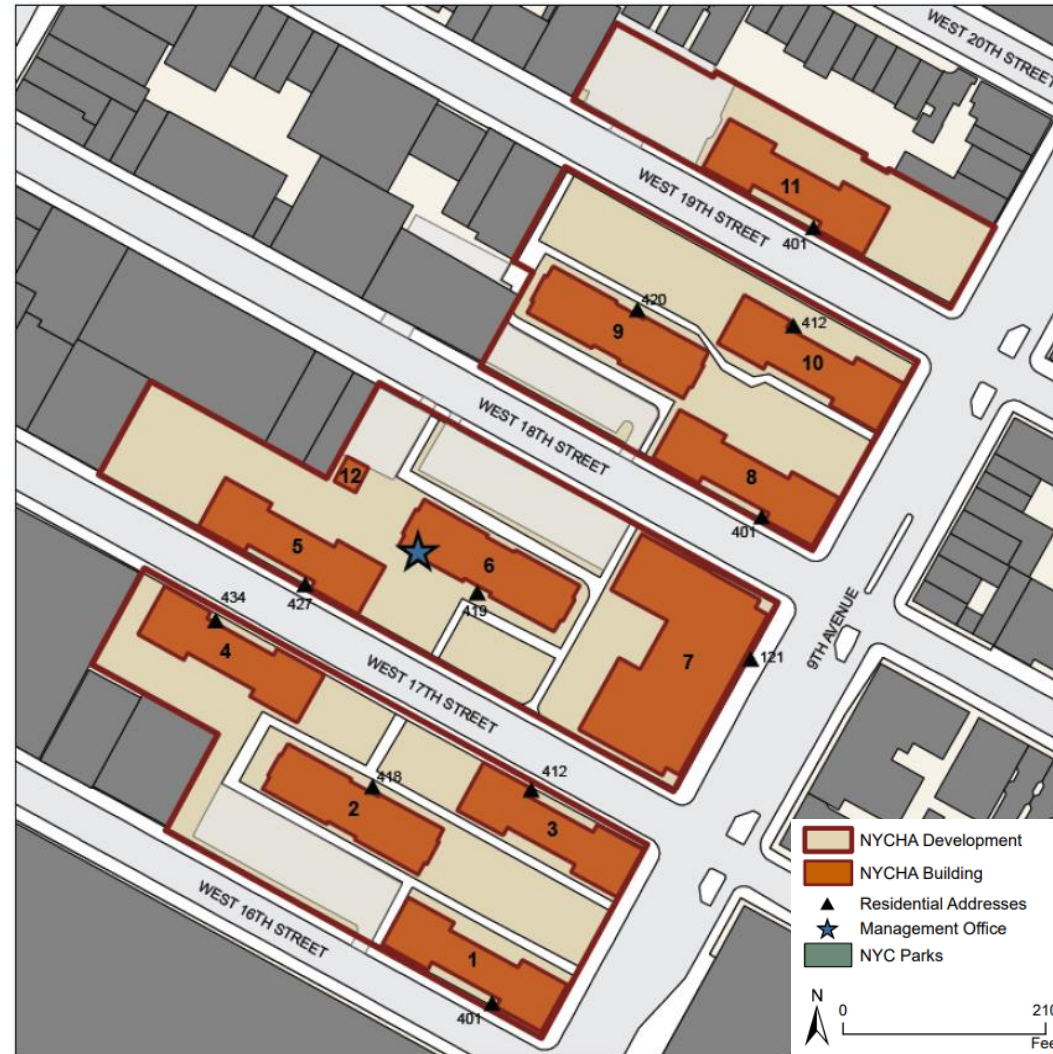 WEST 20TH STREET
11
WEST 19TH STREET
401
420
412
9
10
WEST 18TH STREET
8
401
12
5
6
427
419
434
4
7
121
9TH AVENUE
WEST 17TH STREET
412
418
2
3
WEST 16TH STREET
1
401
NYCHA Development
NYCHA Building
Residential Addresses
Management Office
NYC Parks
N
0
210
Fee